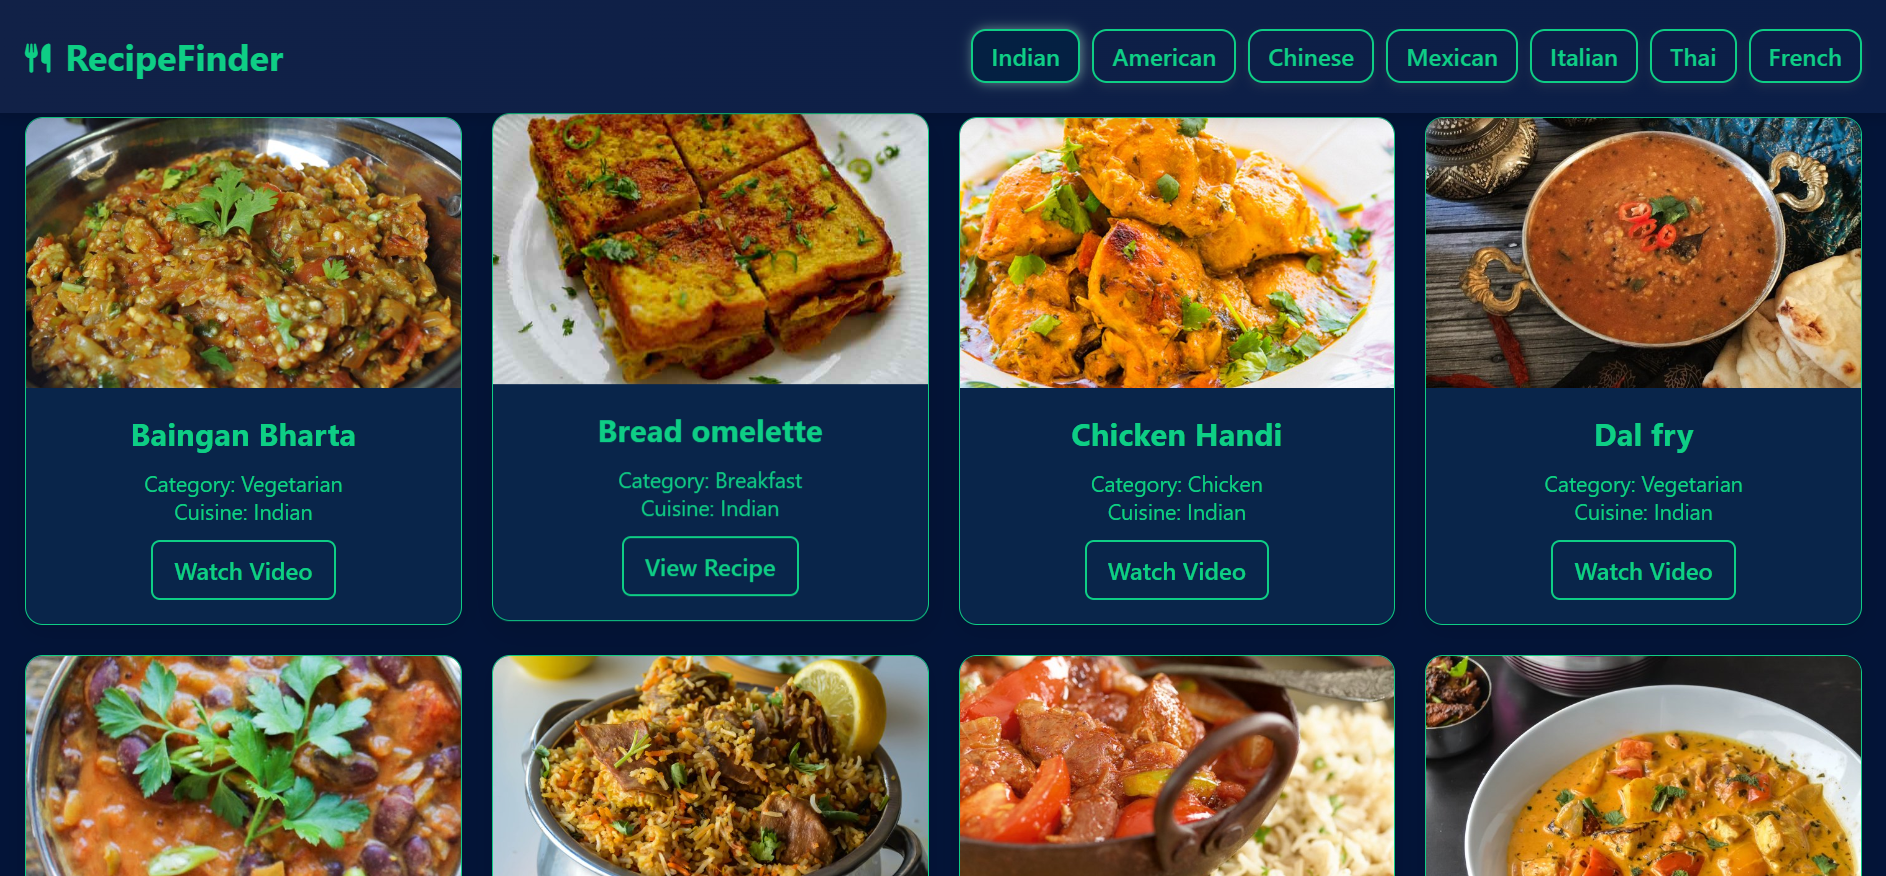 RecipeFinder
Indian
American
Chinese
Mexican
Italian
Thai
French
Baingan Bharta
Category: Vegetarian
Cuisine: Indian
Watch Video
Bread omelette
Category: Breakfast
Cuisine: Indian
View Recipe
Chicken Handi
Category: Chicken
Cuisine: Indian
Watch Video
Dal fry
Category: Vegetarian
Cuisine: Indian
Watch Video